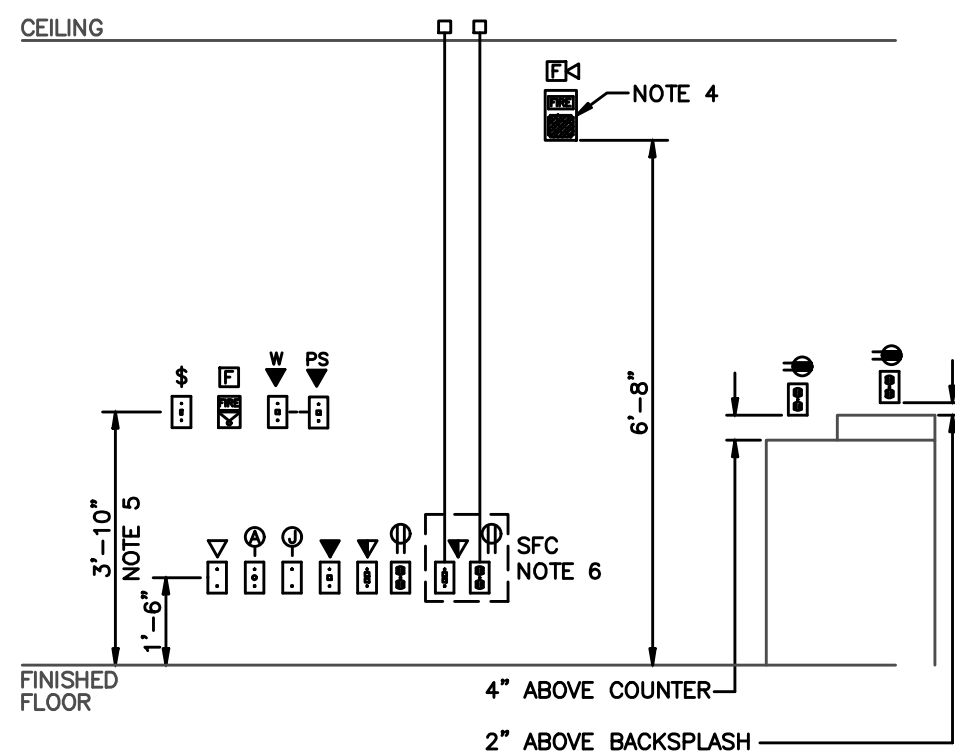 CEILING
F
FIRE
NOTE 4
6'-8"
$ F W PS
FIRE
3'-10"
NOTE 5
A J
SFC
NOTE 6
1'-6"
FINISHED
FLOOR
4" ABOVE COUNTER
2" ABOVE BACKSPLASH